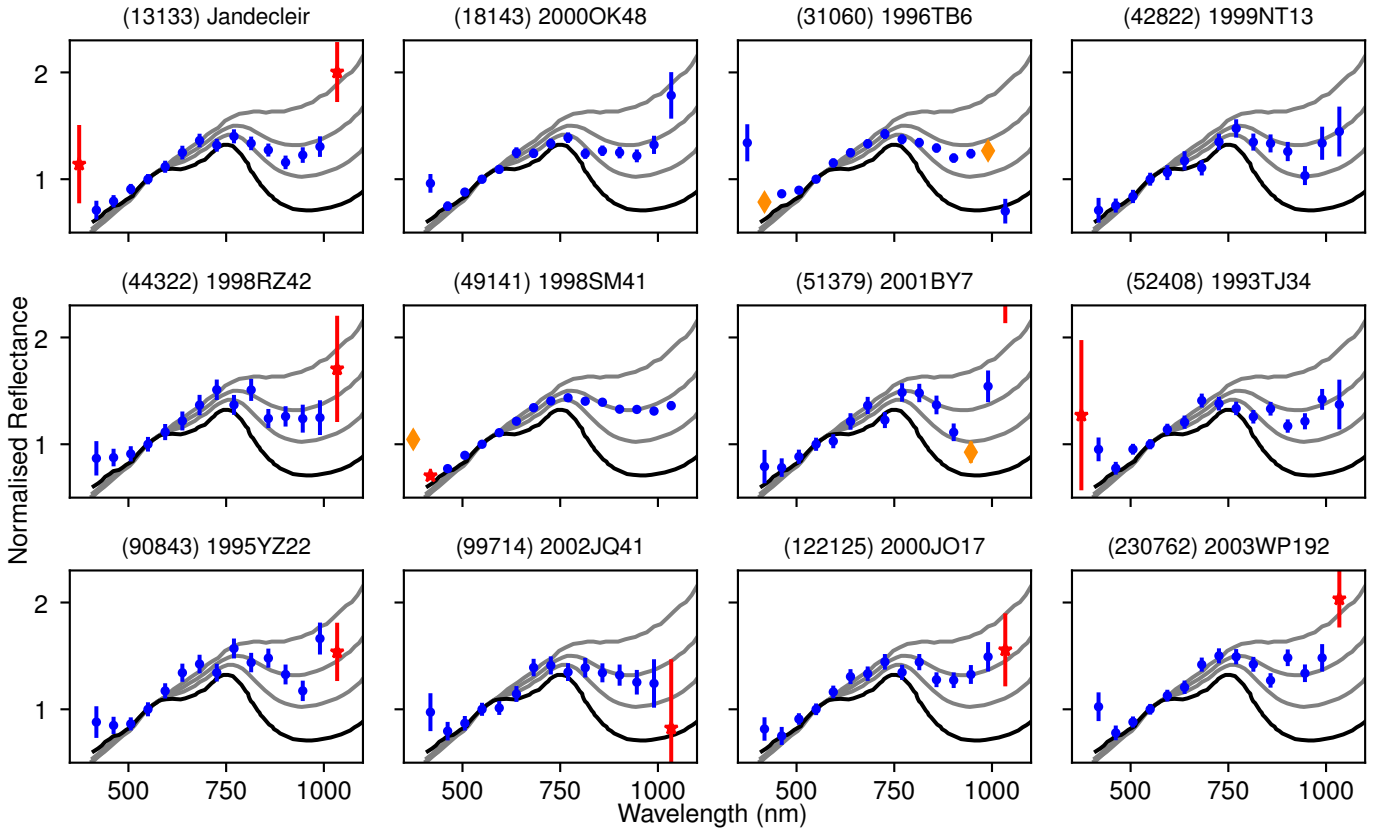 (13133) Jandecleir
(18143) 2000OK48
(31060) 1996TB6
(42822) 1999NT13
2
1
(44322) 1998RZ42
(49141) 1998SM41
(51379) 2001BY7
(52408) 1993TJ34
Normalised Reflectance
2
1
(90843) 1995YZ22
(99714) 2002JQ41
(122125) 2000JO17
(230762) 2003WP192
2
1
500 750 1000
500 750 1000
500 750 1000
500 750 1000
Wavelength (nm)